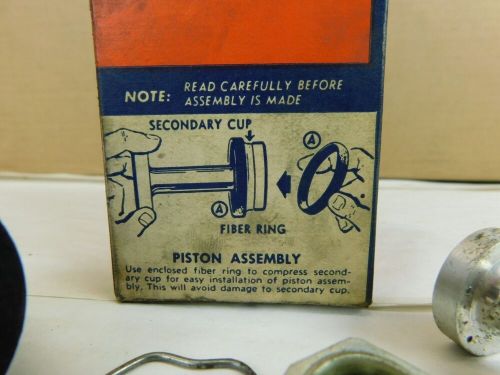 NOTE: READ CAREFULLY BEFORE
ASSEMBLY IS MADE
SECONDARY CUP
A
A
FIBER RING
PISTON ASSEMBLY
Use enclosed fiber ring to compress second-
ary cup for easy installation of piston assem-
bly. This will avoid damage to secondary cup.